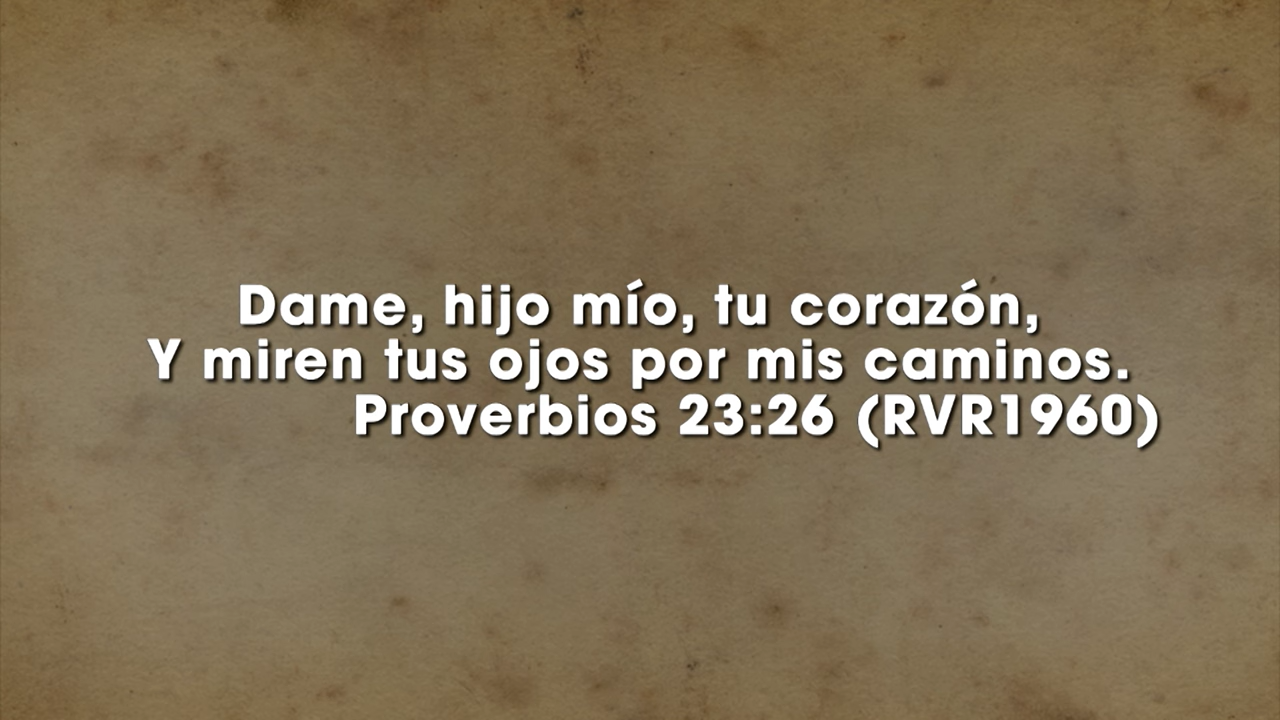 Dame, hijo mío, tu corazón,
Y miren tus ojos por mis caminos.
Proverbios 23:26 (RVR1960)